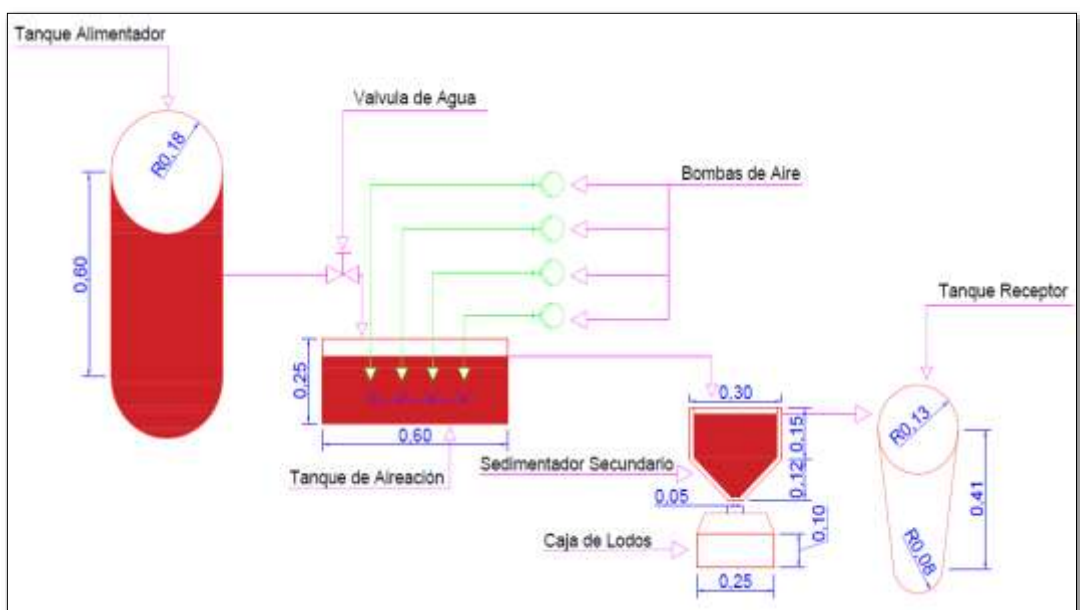 Tanque Alimentador
R0,18
0,60
Valvula de Agua
Bombas de Aire
0,25
0,60
Tanque de Aireación
0,30
0,15
0,12
Sedimentador Secundario
0,05
Caja de Lodos
0,10
0,25
Tanque Receptor
R0,13
0,41
R0,08